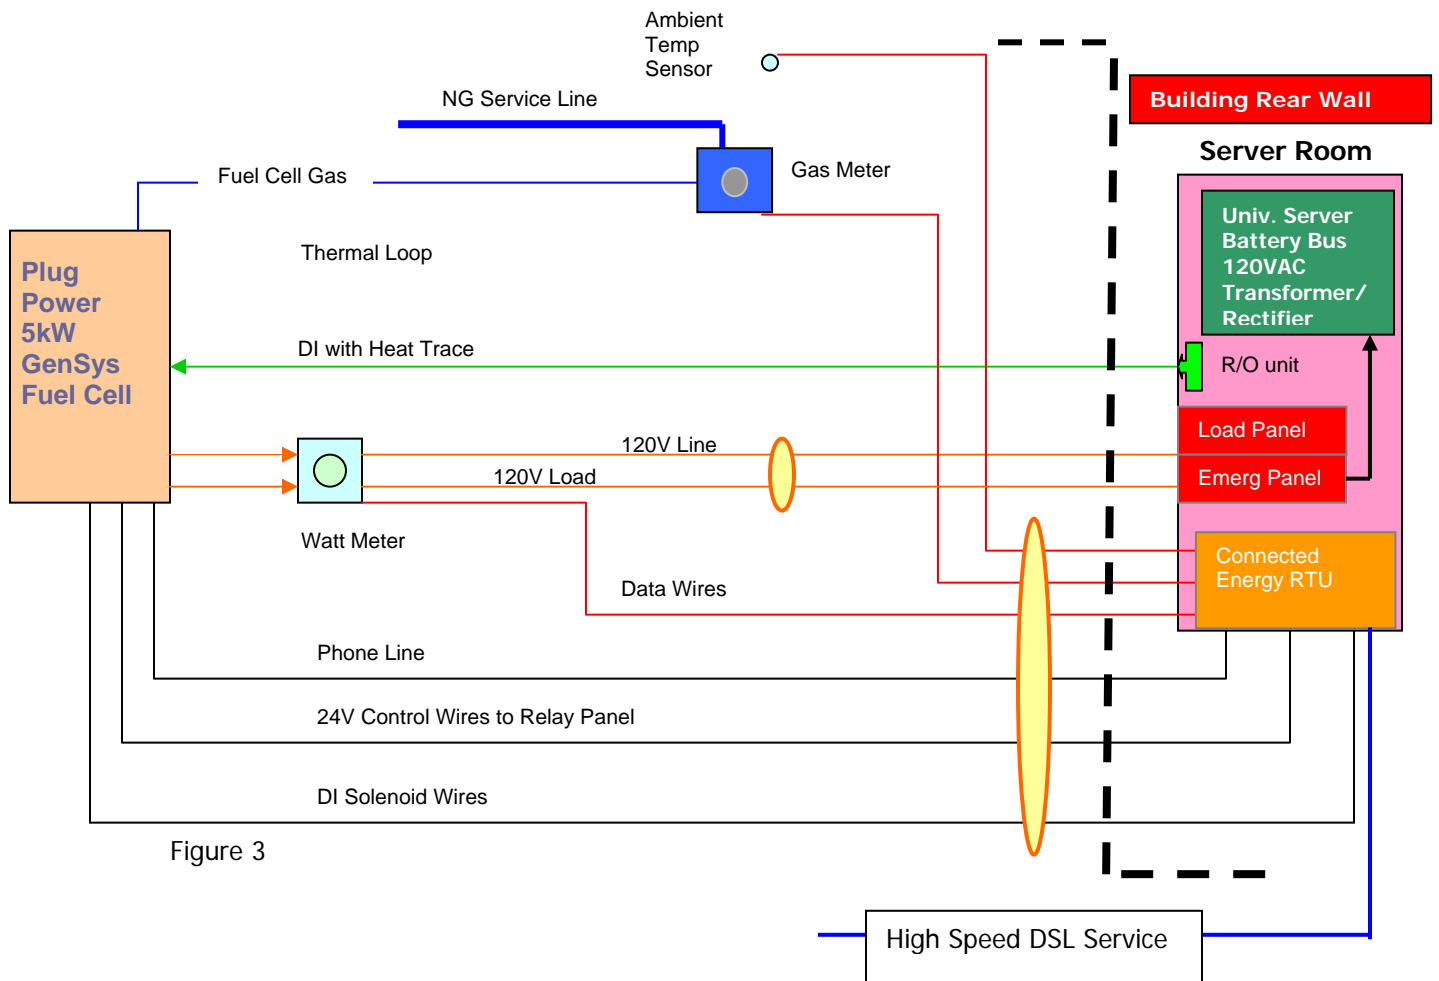 Ambient
Temp
Sensor
NG Service Line
Building Rear Wall
Server Room
Fuel Cell Gas
Gas Meter
Univ. Server
Battery Bus
120VAC
Transformer/
Rectifier
Thermal Loop
Plug
Power
5kW
GenSys
Fuel Cell
DI with Heat Trace
R/O unit
120V Line
Load Panel
120V Load
Emerg Panel
Watt Meter
Connected
Energy RTU
Data Wires
Phone Line
24V Control Wires to Relay Panel
DI Solenoid Wires
Figure 3
High Speed DSL Service